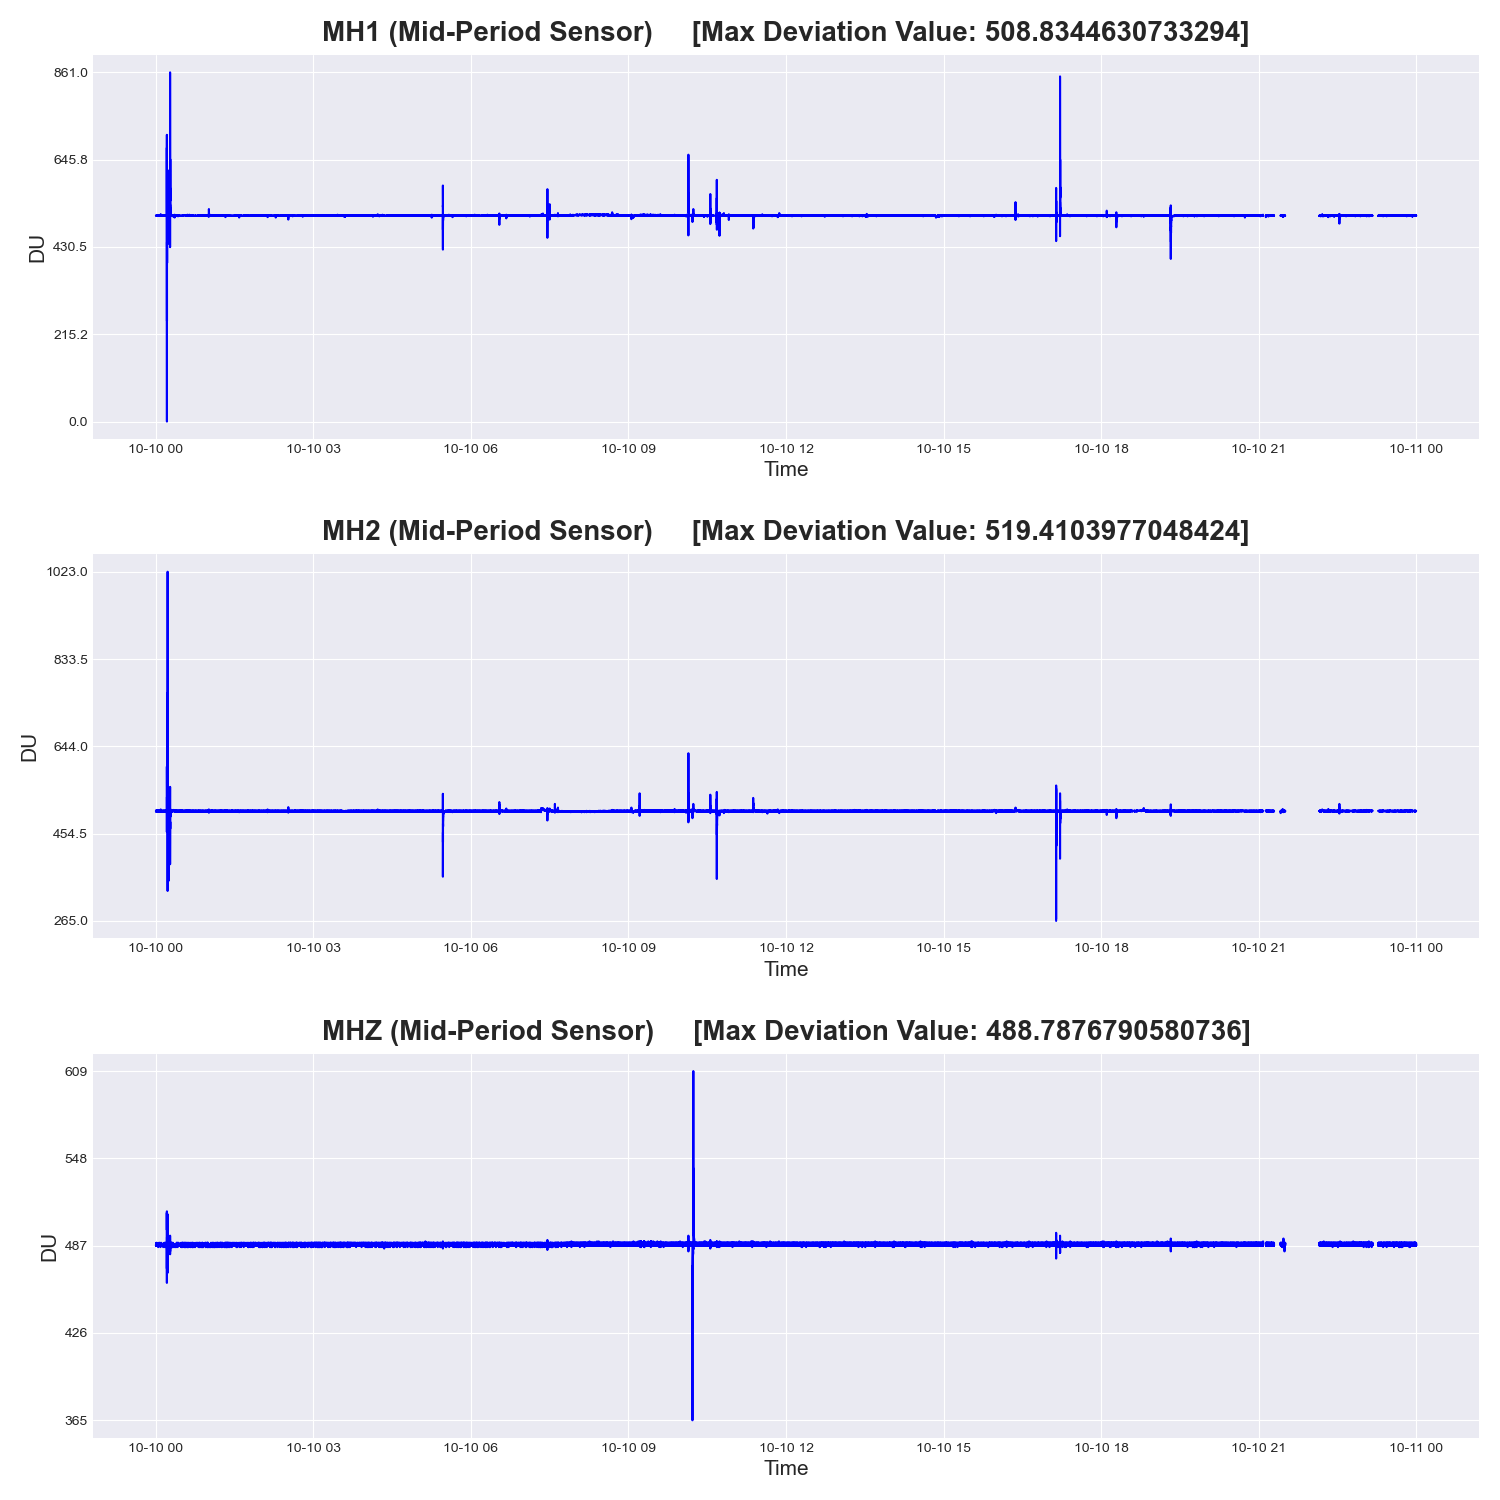 MH1 (Mid-Period Sensor) [Max Deviation Value: 508.8344630733294]
861.0
645.8
430.5
215.2
0.0
DU
10-10 00 10-10 03 10-10 06 10-10 09 10-10 12 10-10 15 10-10 18 10-10 21 10-11 00
Time
MH2 (Mid-Period Sensor) [Max Deviation Value: 519.4103977048424]
1023.0
833.5
644.0
454.5
265.0
DU
10-10 00 10-10 03 10-10 06 10-10 09 10-10 12 10-10 15 10-10 18 10-10 21 10-11 00
Time
MHZ (Mid-Period Sensor) [Max Deviation Value: 488.7876790580736]
609
548
487
426
365
DU
10-10 00 10-10 03 10-10 06 10-10 09 10-10 12 10-10 15 10-10 18 10-10 21 10-11 00
Time